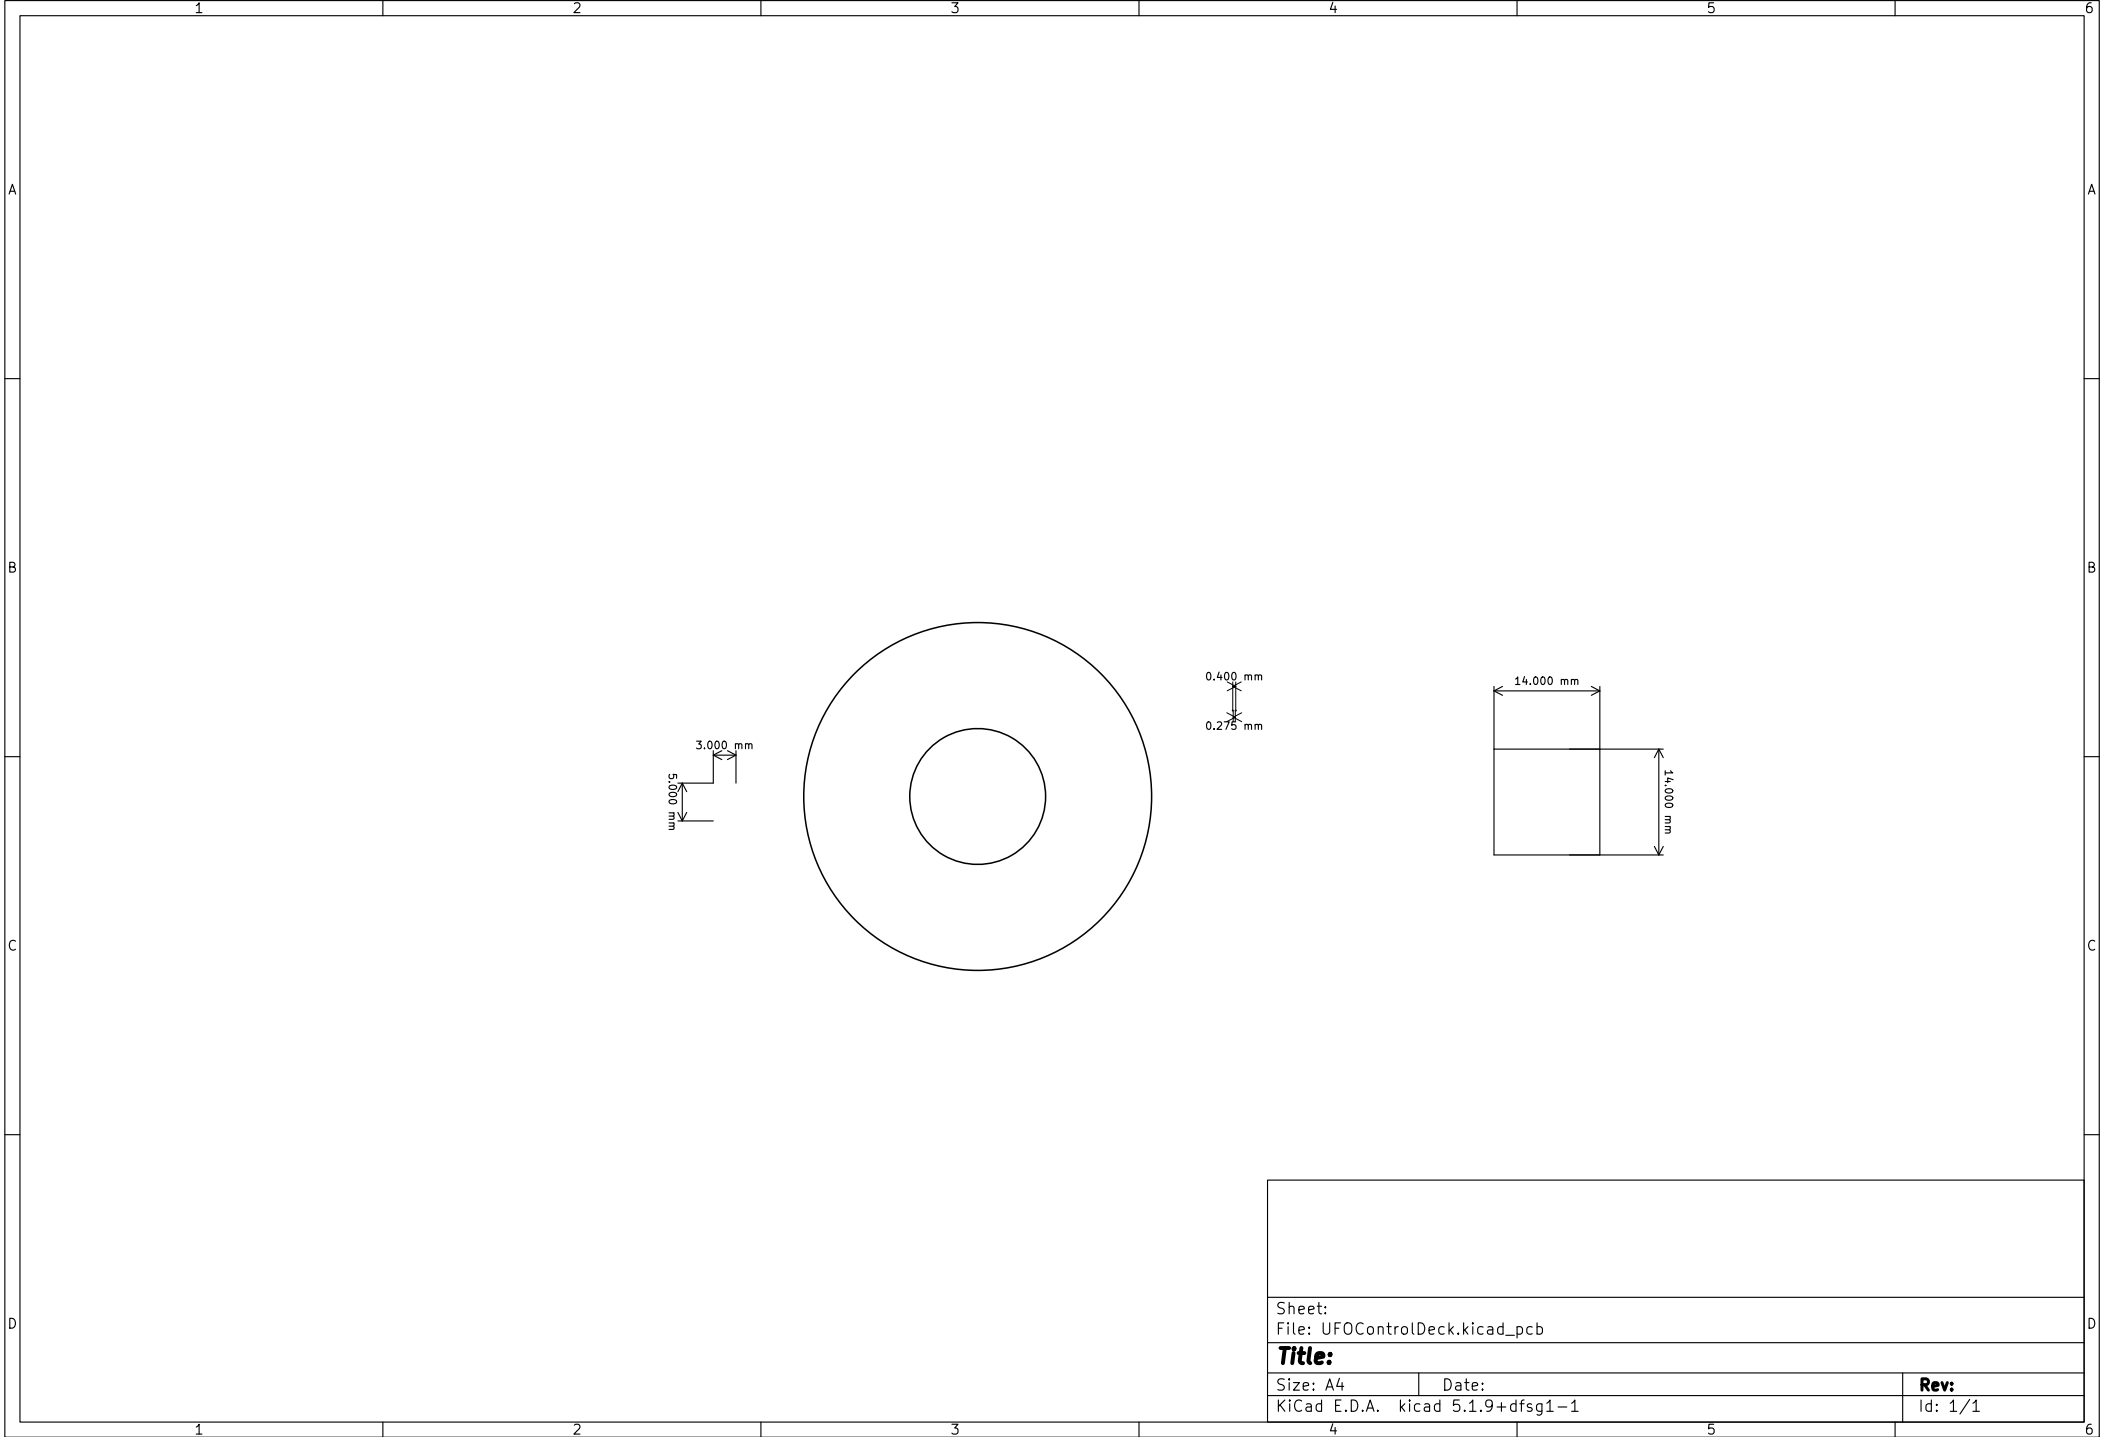 1 2 3 4 5 6
A A
B B
0.400 mm
14.000 mm
0.275 mm
3.000 mm
5.000 mm
14.000 mm
C C
Sheet:
File: UFOControlDeck.kicad_pcb
D D
Title:
Size: A4 Date: Rev:
KiCad E.D.A. kicad 5.1.9+dfsg1-1 Id: 1/1
1 2 3 4 5 6